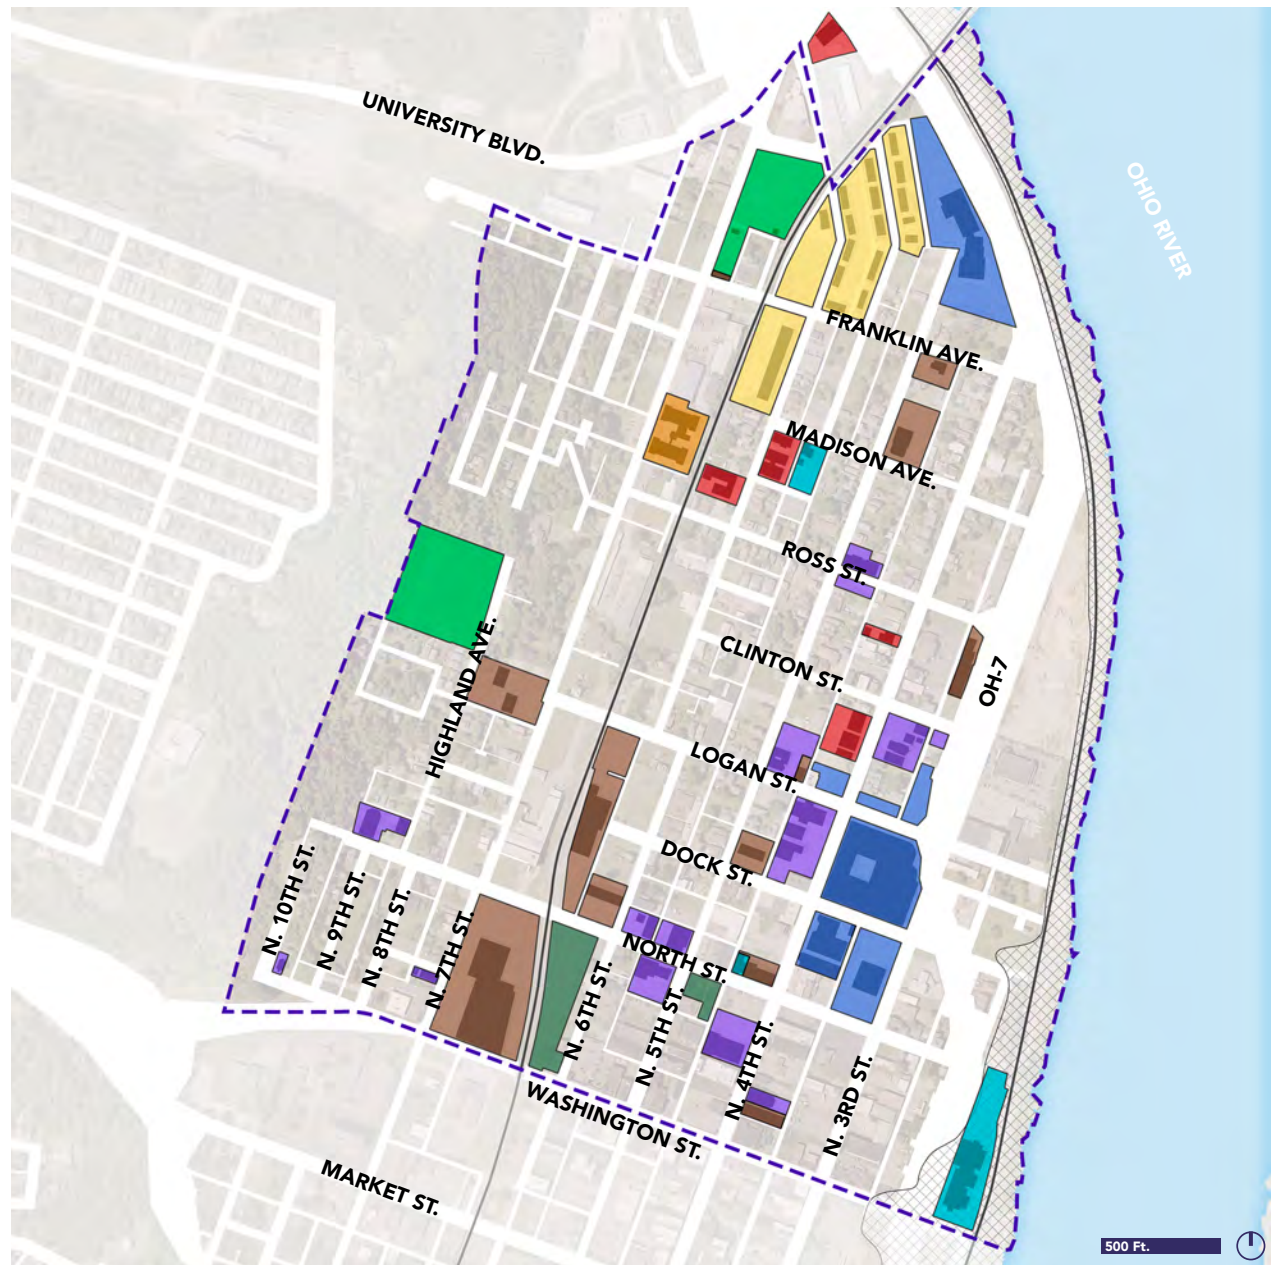 UNIVERSITY BLVD.
OHIO RIVER
FRANKLIN AVE.
MADISON AVE.
ROSS ST.
CLINTON ST.
OH-7
HIGHLAND AVE.
LOGAN ST.
DOCK ST.
N. 10TH ST.
N. 9TH ST.
N. 8TH ST.
N. 7TH ST.
NORTH ST.
N. 6TH ST.
N. 5TH ST.
N. 4TH ST.
N. 3RD ST.
WASHINGTON ST.
MARKET ST.
500 Ft.